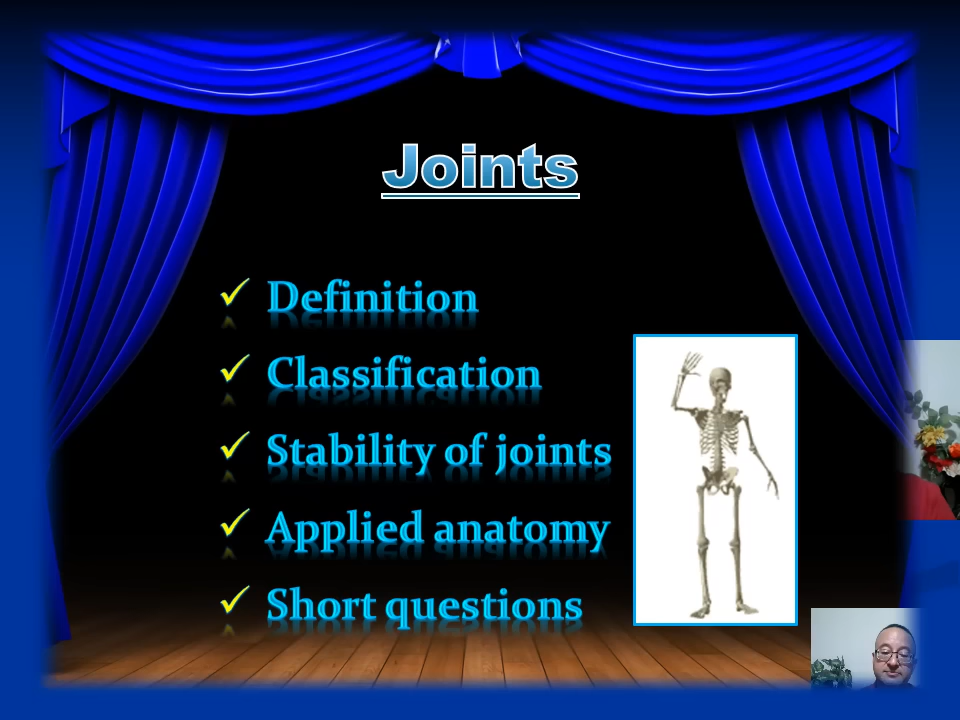 Joints
✓ Definition
✓ Classification
✓ Stability of joints
✓ Applied anatomy
✓ Short questions